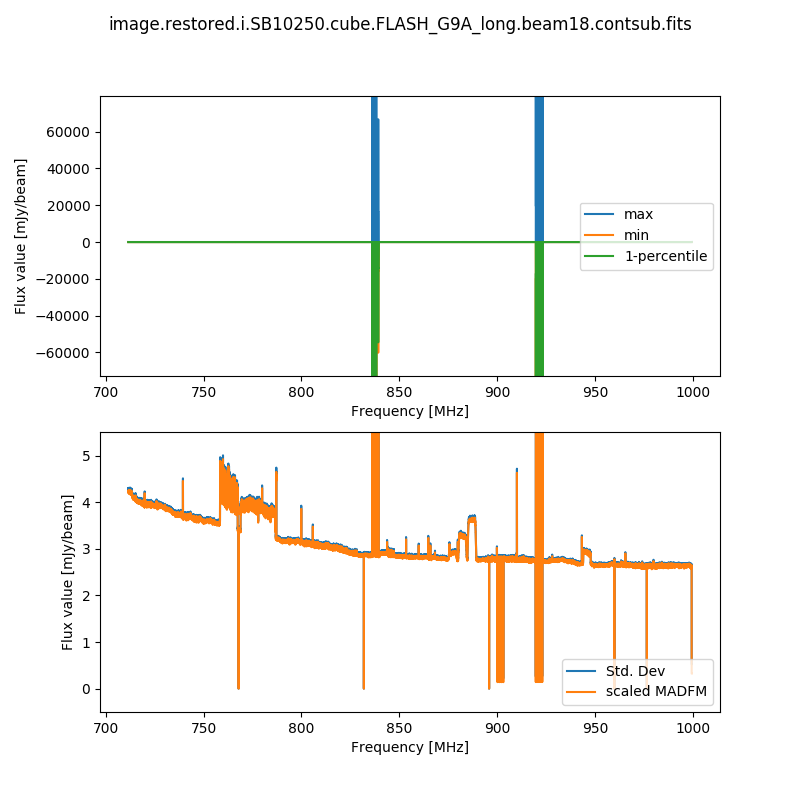 image.restored.i.SB10250.cube.FLASH_G9A_long.beam18.contsub.fits
60000
40000
20000
0
−20000
−40000
−60000
Flux value [mJy/beam]
max
min
1-percentile
700 750 800 850 900 950 1000
Frequency [MHz]
5
4
3
2
1
0
Flux value [mJy/beam]
Std. Dev
scaled MADFM
700 750 800 850 900 950 1000
Frequency [MHz]